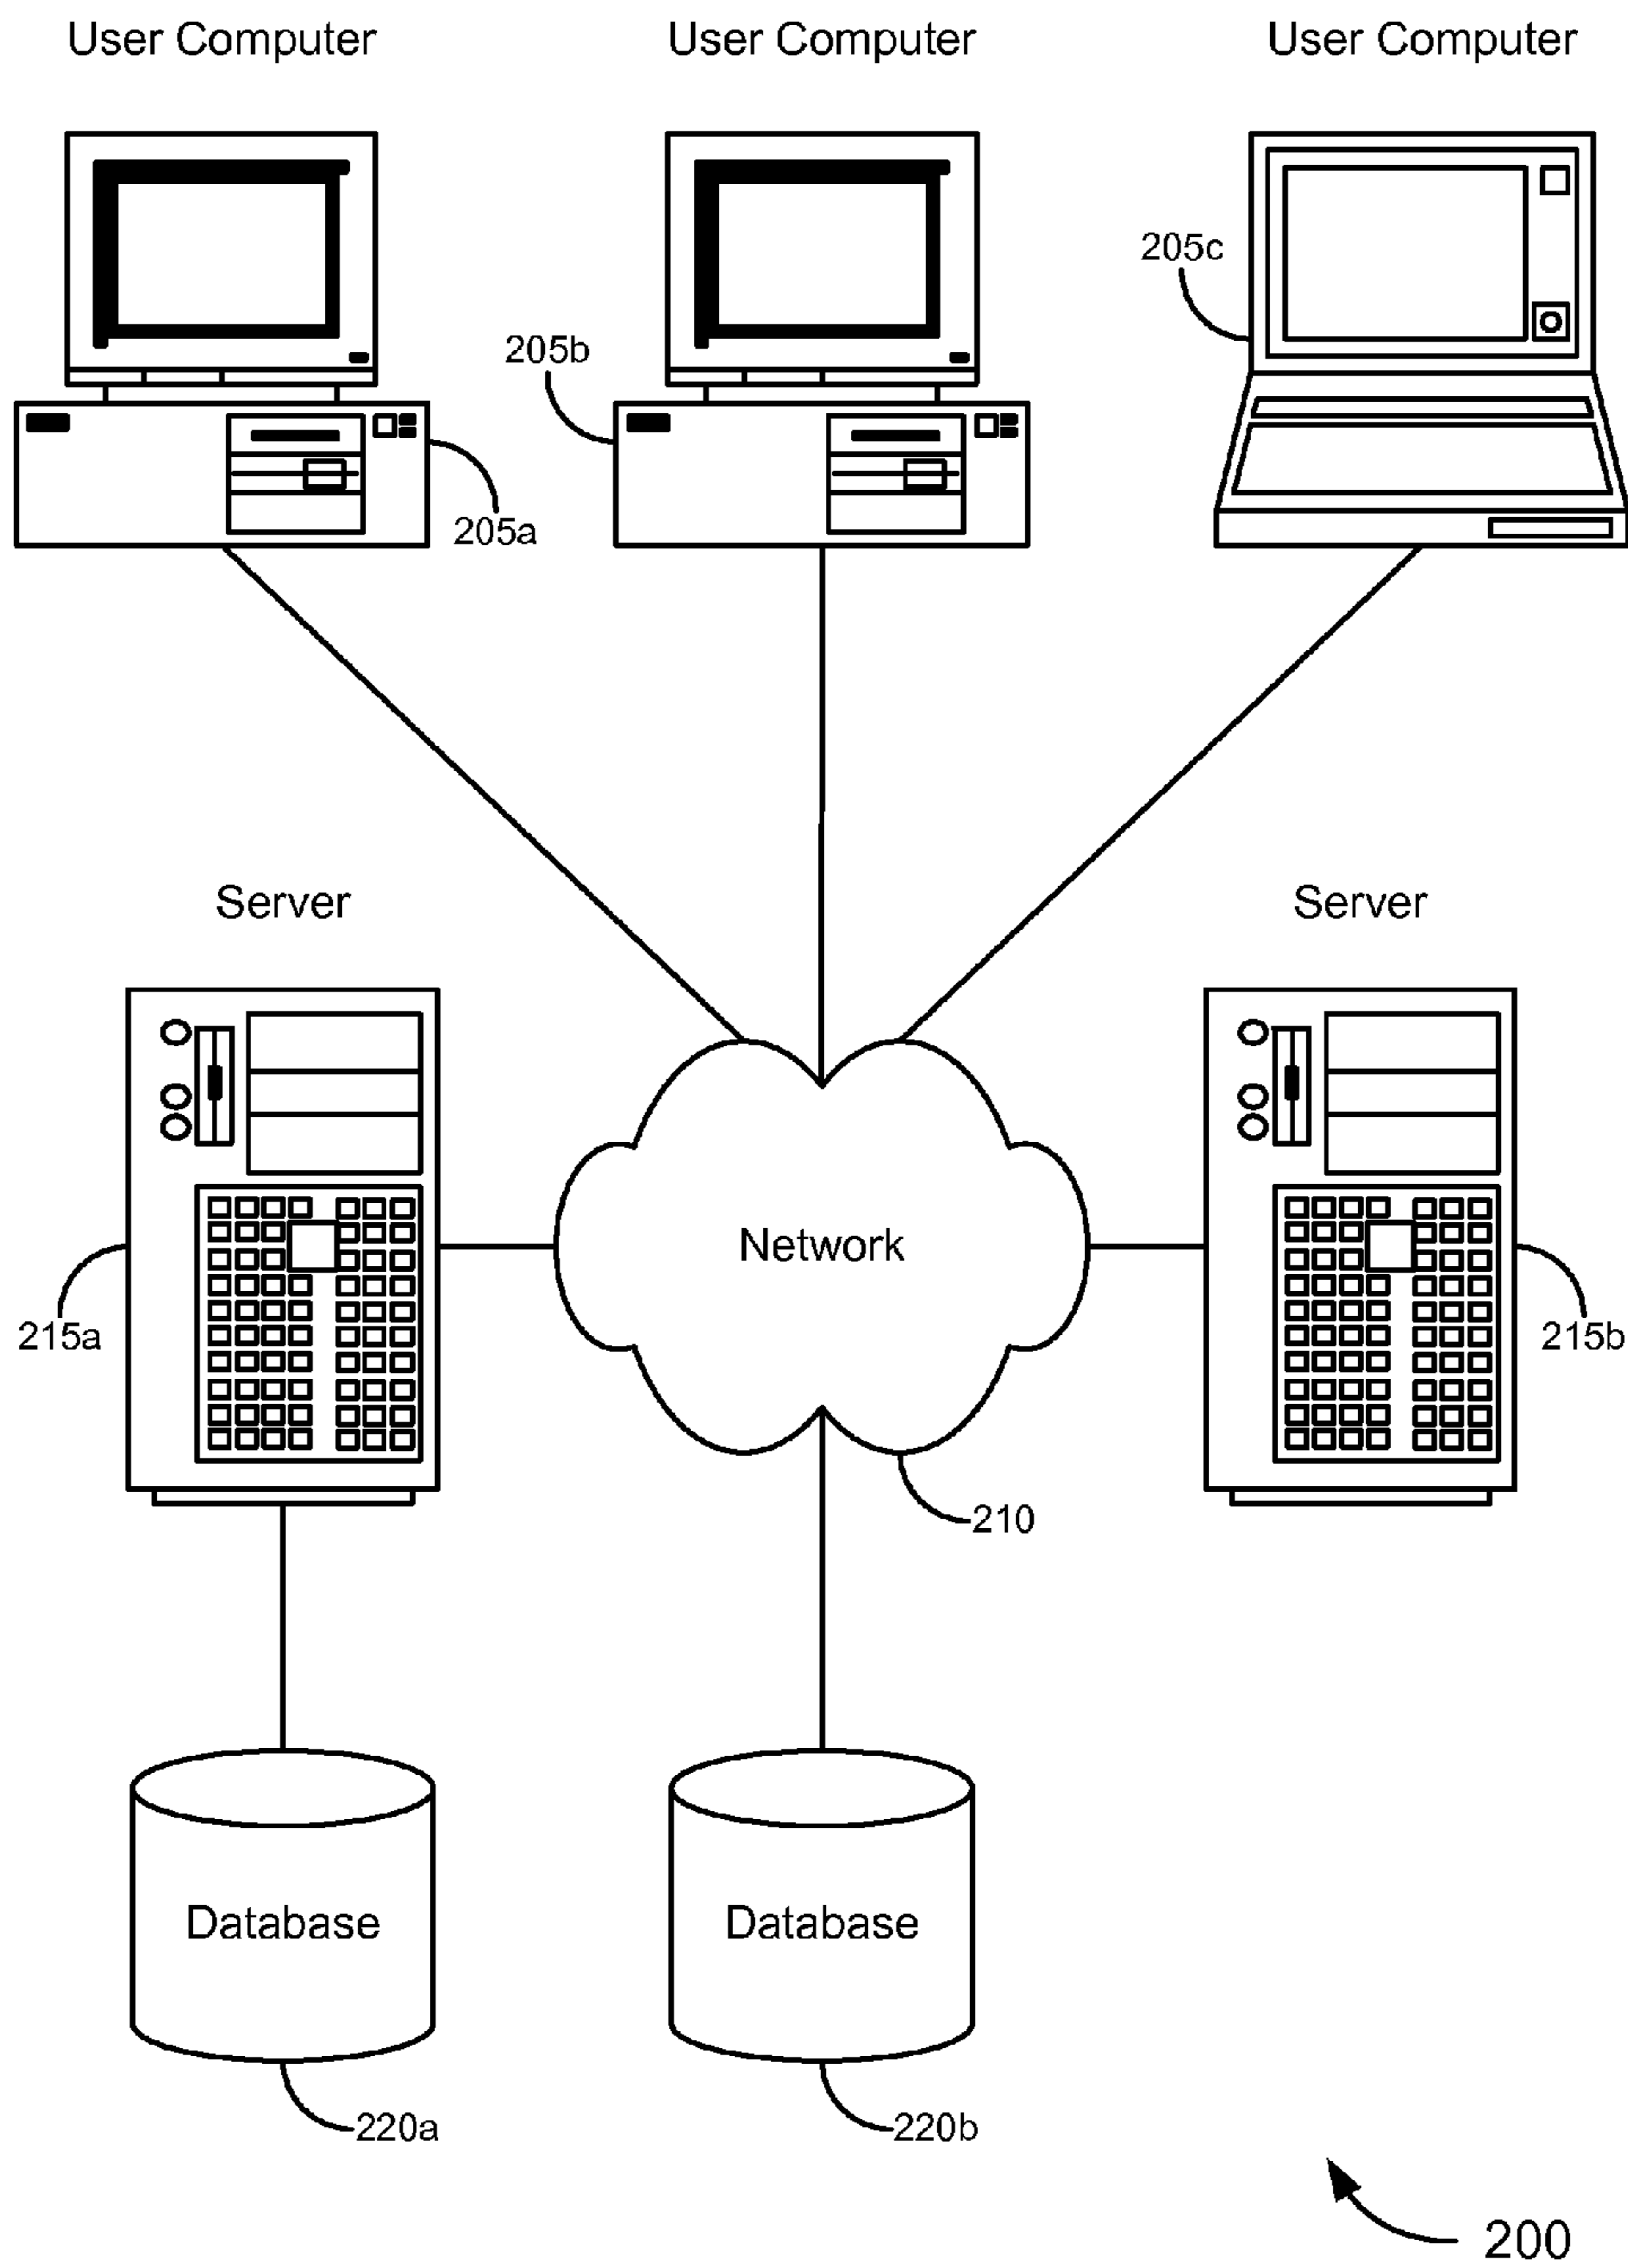 User Computer
User Computer
User Computer
205c
205b
205a
Server
Server
Network
215a
215b
210
Database
Database
220a
220b
200